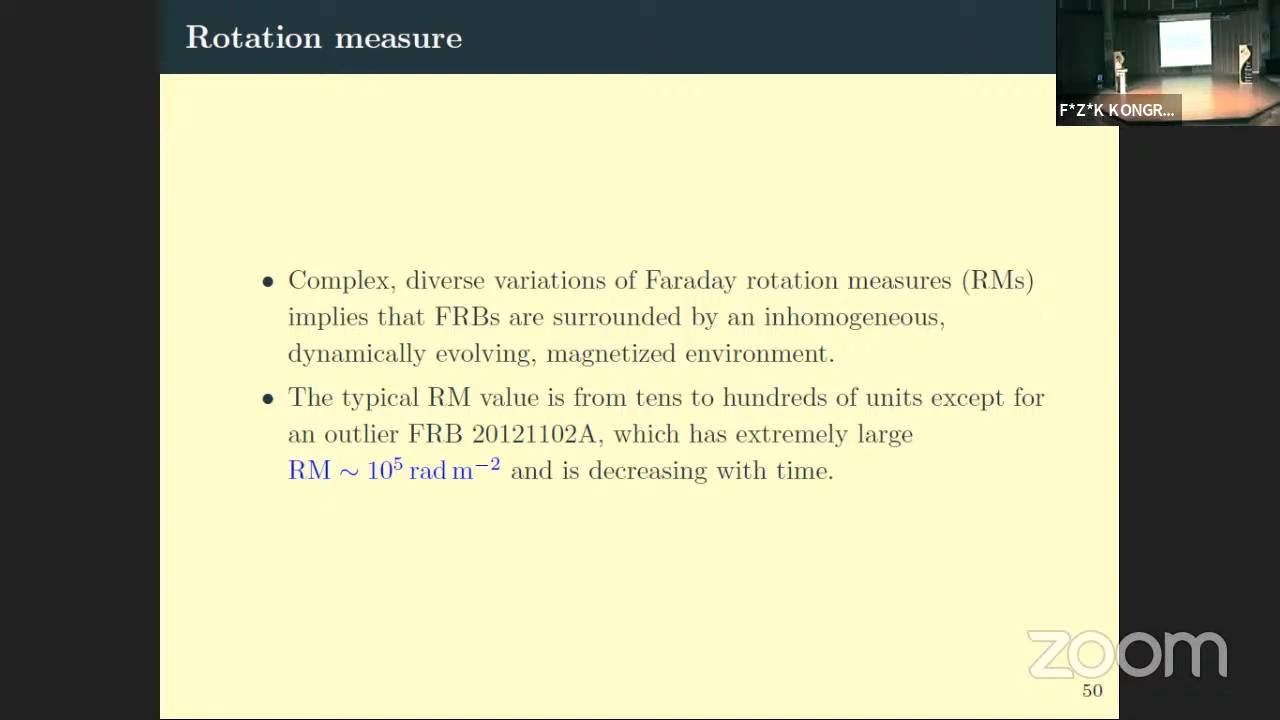 Rotation measure
F*Z*K KONGR...
• Complex, diverse variations of Faraday rotation measures (RMs)
implies that FRBs are surrounded by an inhomogeneous,
dynamically evolving, magnetized environment.
• The typical RM value is from tens to hundreds of units except for
an outlier FRB 20121102A, which has extremely large
RM ∼ 10⁵ rad m⁻² and is decreasing with time.
zoom
50